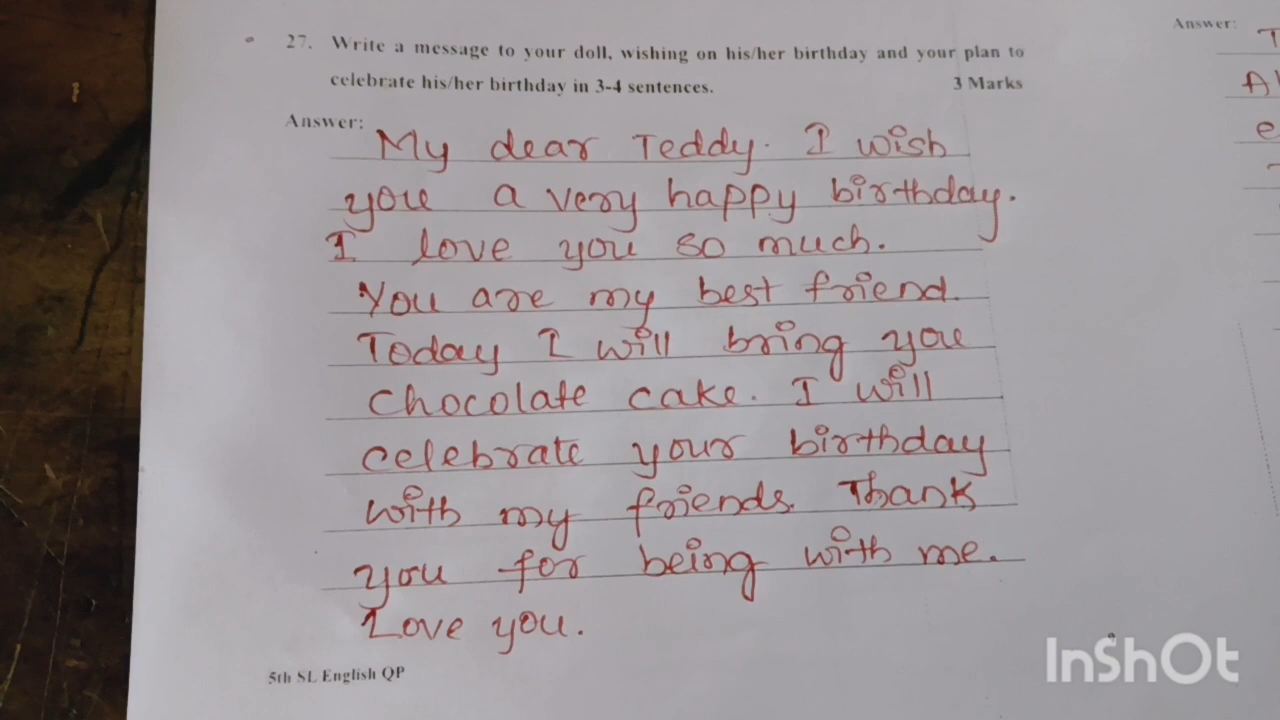 27. Write a message to your doll, wishing on his/her birthday and your plan to
celebrate his/her birthday in 3-4 sentences. 3 Marks
Answer:
My dear Teddy. I wish
you a very happy birthday.
I love you so much.
You are my best friend.
Today I will bring you
chocolate cake. I will
celebrate your birthday
with my friends. Thank
you for being with me.
Love you.
5th SL English QP
Answer:
InShOt